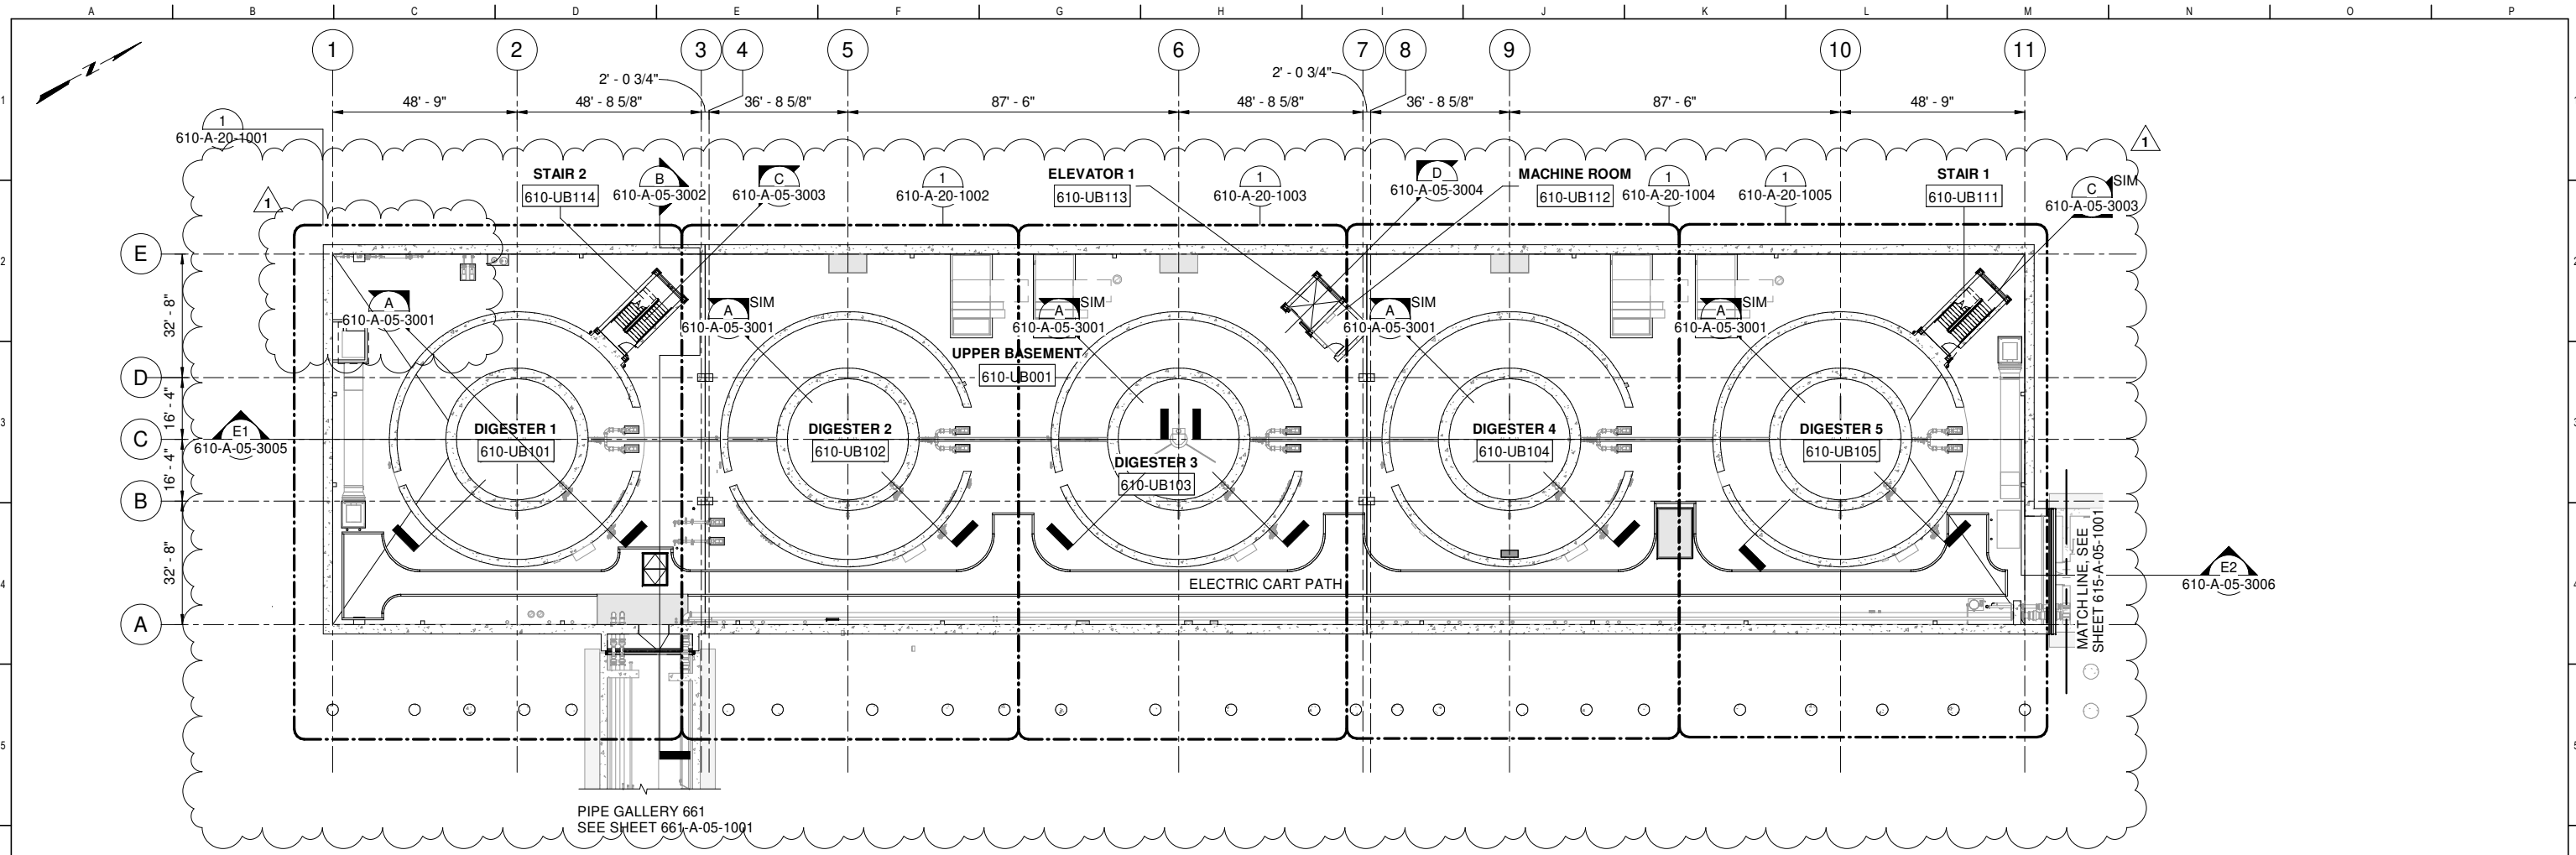 A B C D E F G H I J K L M N O P
1 2 3 4 5 6 7 8 9 10 11
N
2' - 0 3/4" 2' - 0 3/4"
48' - 9" 48' - 8 5/8" 36' - 8 5/8" 87' - 6" 48' - 8 5/8" 36' - 8 5/8" 87' - 6" 48' - 9"
1
1
610-A-20-1001
1
STAIR 2
610-UB114
B
610-A-05-3002
C
610-A-05-3003
1
610-A-20-1002
ELEVATOR 1
610-UB113
1
610-A-20-1003
D
610-A-05-3004
MACHINE ROOM
610-UB112
1
610-A-20-1004
1
610-A-20-1005
STAIR 1
610-UB111
C
SIM
610-A-05-3003
1
E
2
2
A
610-A-05-3001
A
SIM
610-A-05-3001
A
SIM
610-A-05-3001
A
SIM
610-A-05-3001
A
SIM
610-A-05-3001
32' - 8"
UPPER BASEMENT
610-UB001
D
16' - 4"
3
E1
610-A-05-3005
C
DIGESTER 1
610-UB101
DIGESTER 2
610-UB102
DIGESTER 3
610-UB103
DIGESTER 4
610-UB104
DIGESTER 5
610-UB105
3
16' - 4"
B
32' - 8"
4
ELECTRIC CART PATH
MATCH LINE, SEE
SHEET 615-A-05-1001
E2
610-A-05-3006
4
A
5
5
PIPE GALLERY 661
SEE SHEET 661-A-05-1001